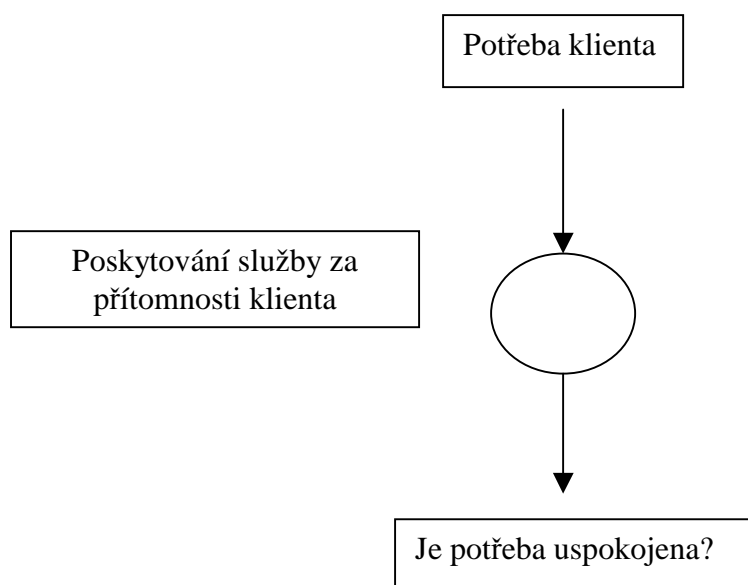 Potřeba klienta
Poskytování služby za
přítomnosti klienta
Je potřeba uspokojena?